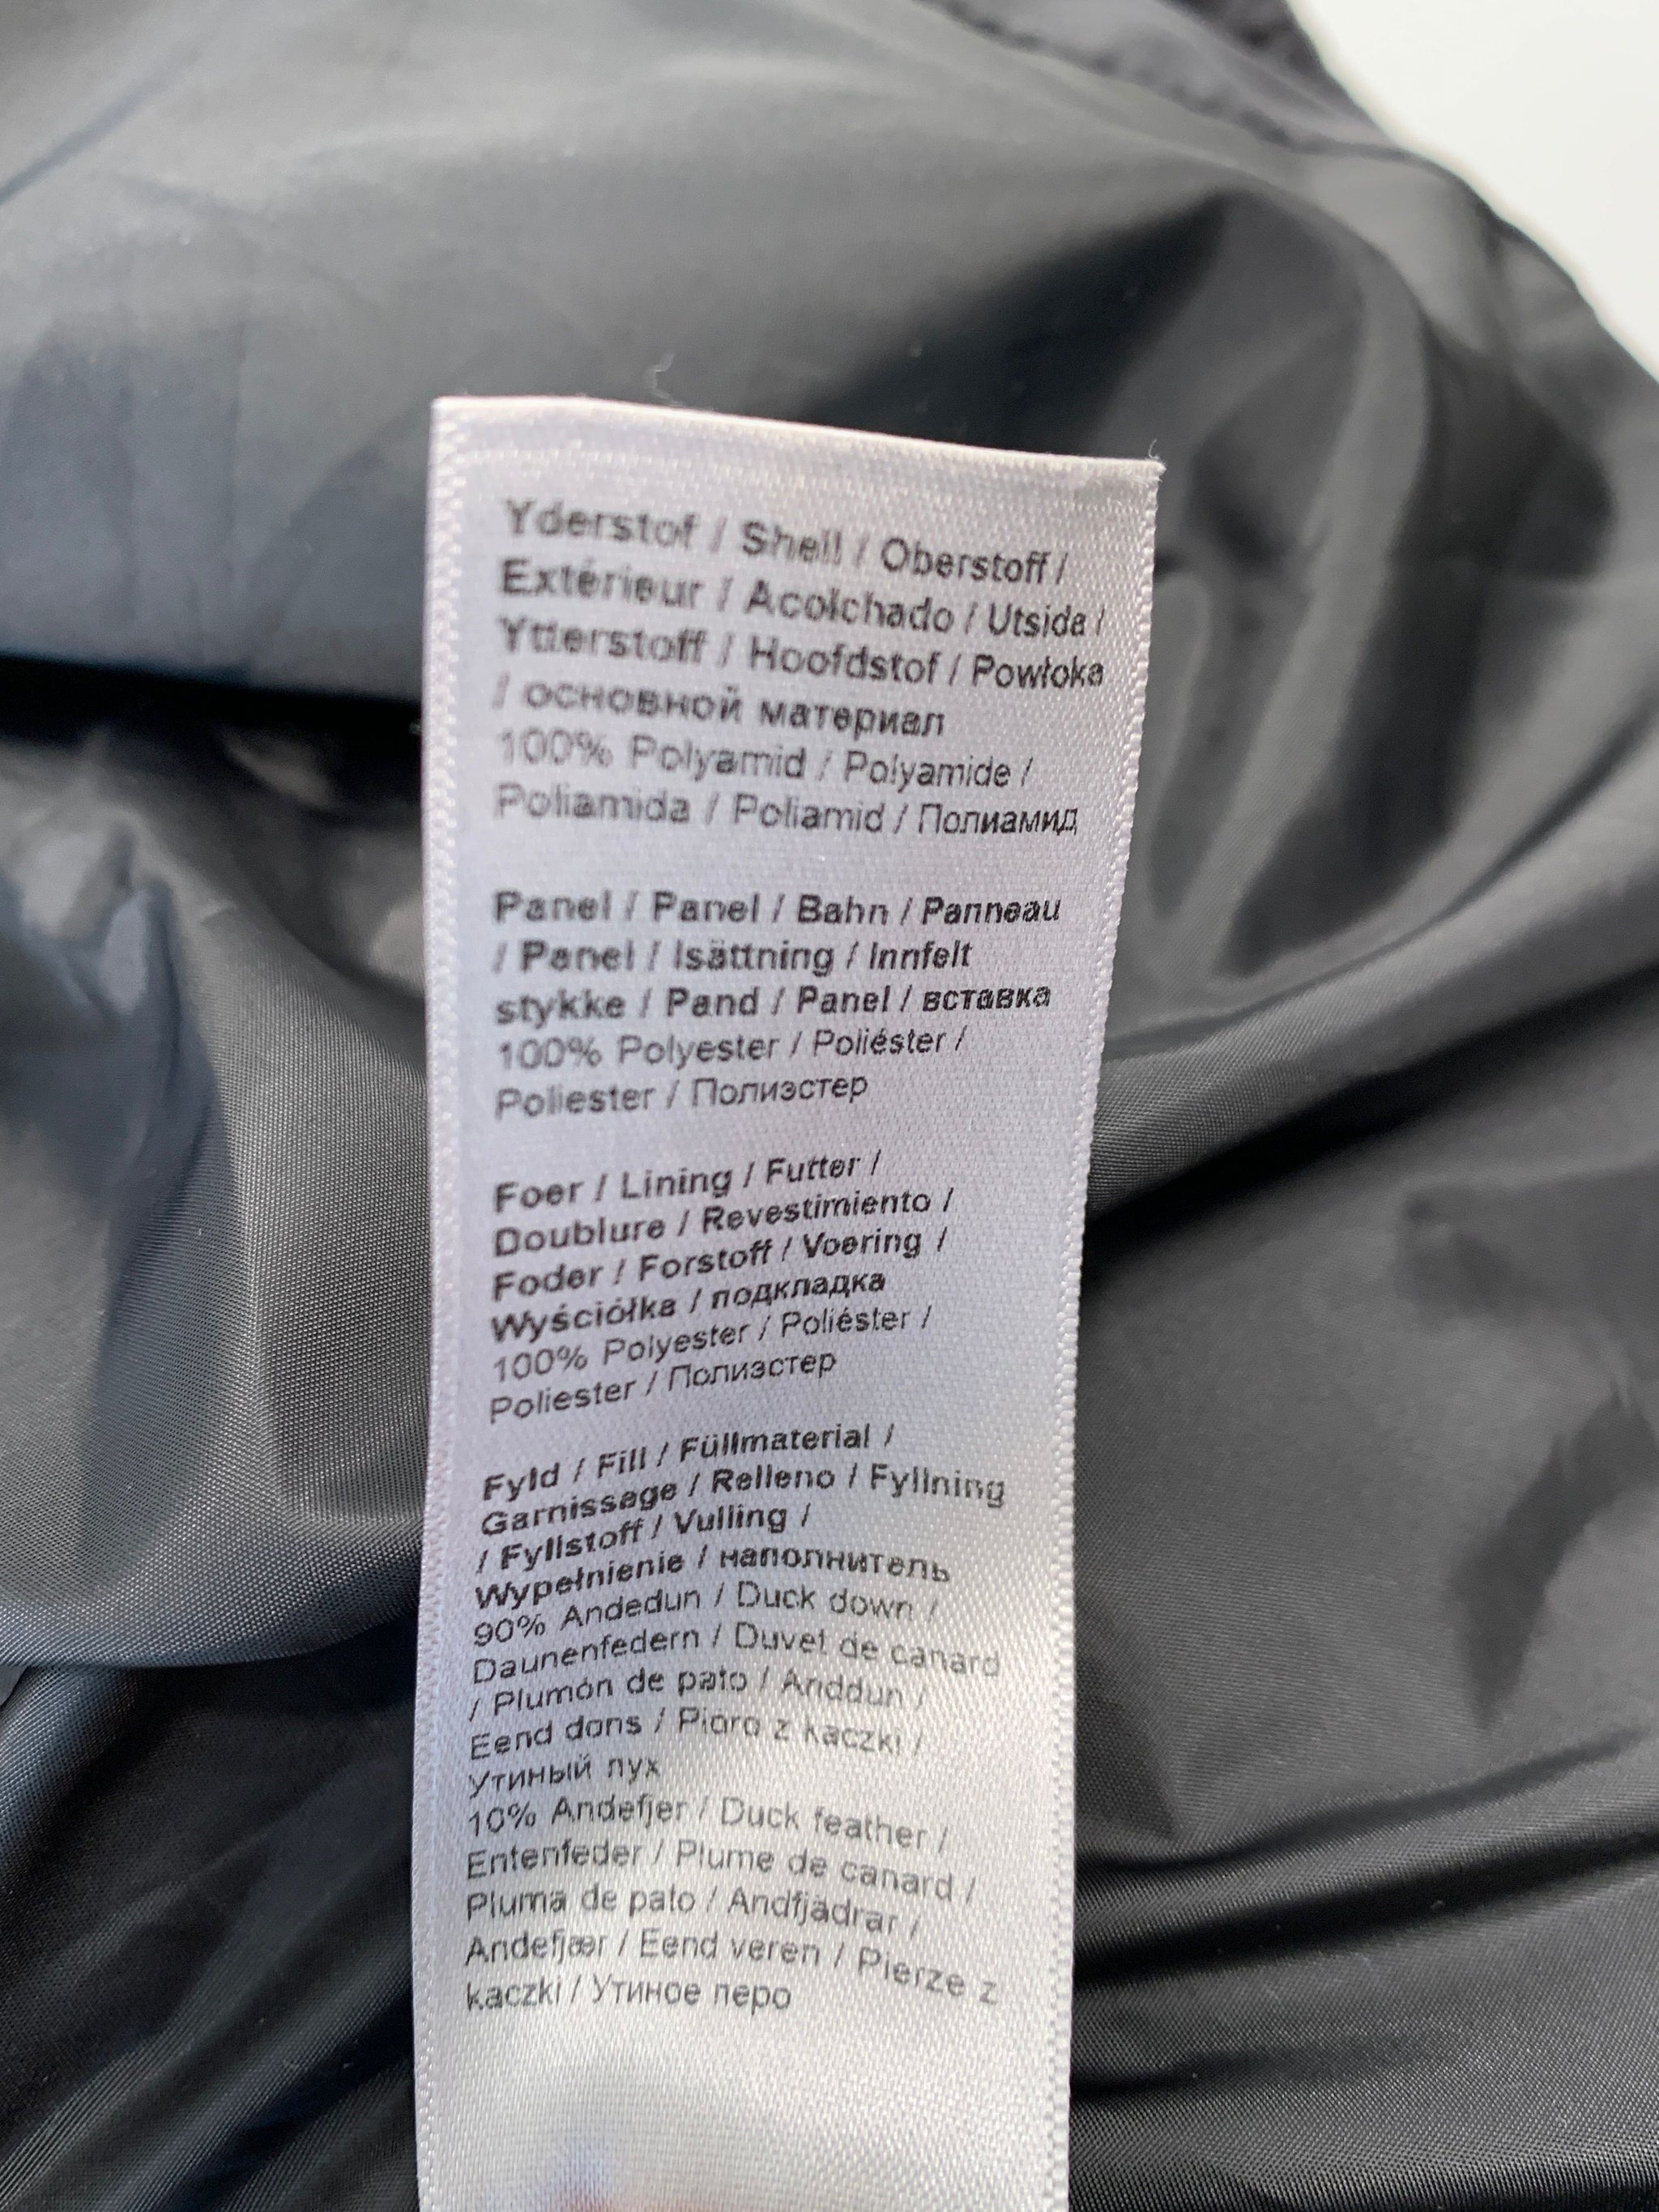 Yderstof / Shell / Oberstoff /
Extérieur / Acolchado / Utsida /
Ytterstoff / Hoofdstof / Powłoka
/ основной материал
100% Polyamid / Polyamide /
Poliamida / Poliamid / Полиамид
Panel / Panel / Bahn / Panneau
/ Panel / Isättning / Innfelt
stykke / Pand / Panel / вставка
100% Polyester / Poliéster /
Poliester / Полиэстер
Foer / Lining / Futter /
Doublure / Revestimiento /
Foder / Forstoff / Voering /
Wyściółka / подкладка
100% Polyester / Poliéster /
Poliester / Полиэстер
Fyld / Fill / Füllmaterial /
Garnissage / Relleno / Fyllning
/ Fyllstoff / Vulling /
Wypełnienie / наполнитель
90% Andedun / Duck down /
Daunenfedern / Duvet de canard
/ Plumón de pato / Anddun /
Eend dons / Pioro z kaczki /
утиный пух
10% Andefjer / Duck feather /
Entenfeder / Plume de canard /
Pluma de pato / Andfjädrar /
Andefjær / Eend veren / Pierze z
kaczki / Утиное перо